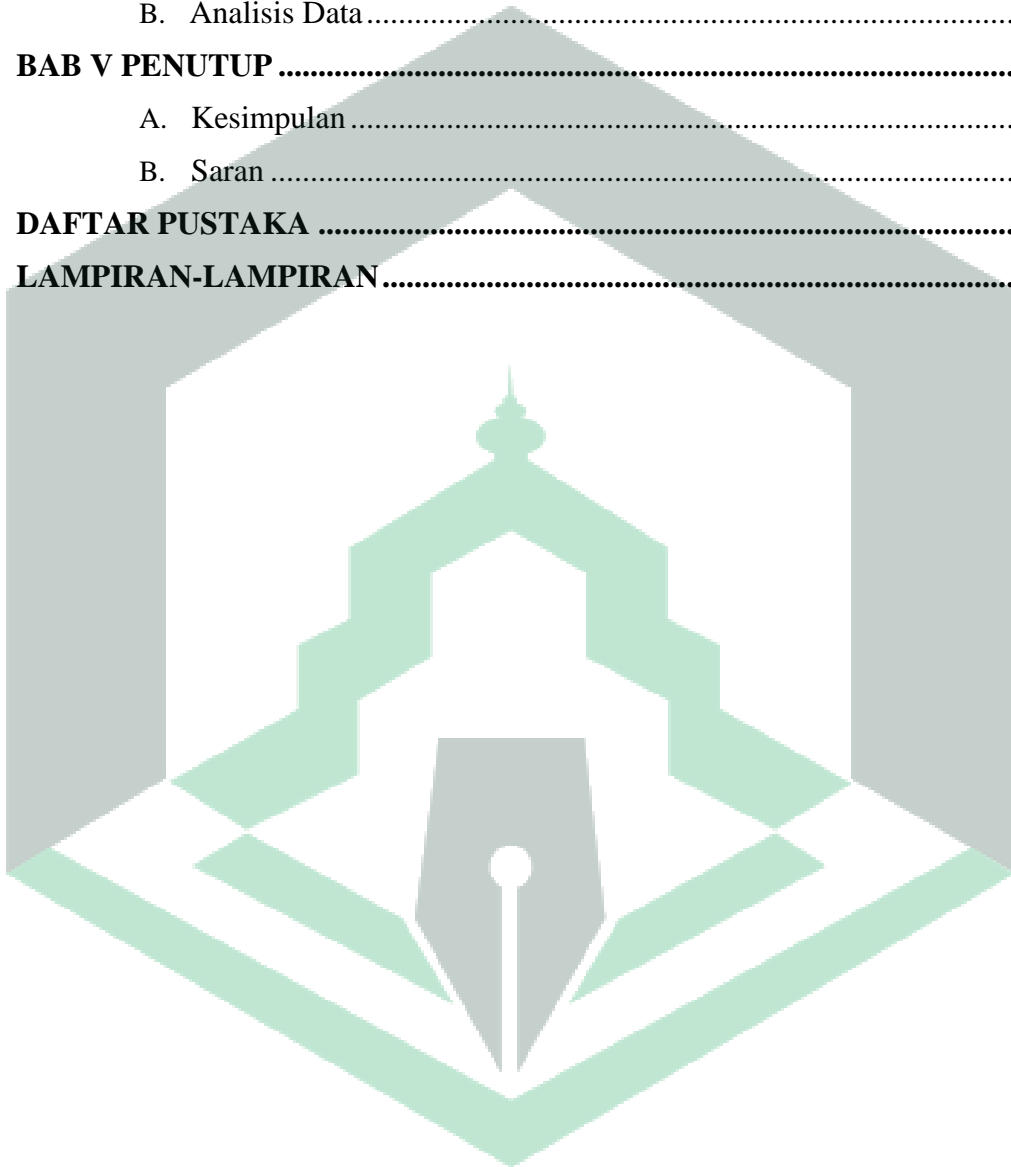 B. Analisis Data.......................................................................................
BAB V PENUTUP..................................................................................................
A. Kesimpulan.........................................................................................
B. Saran..................................................................................................
DAFTAR PUSTAKA..............................................................................................
LAMPIRAN-LAMPIRAN......................................................................................